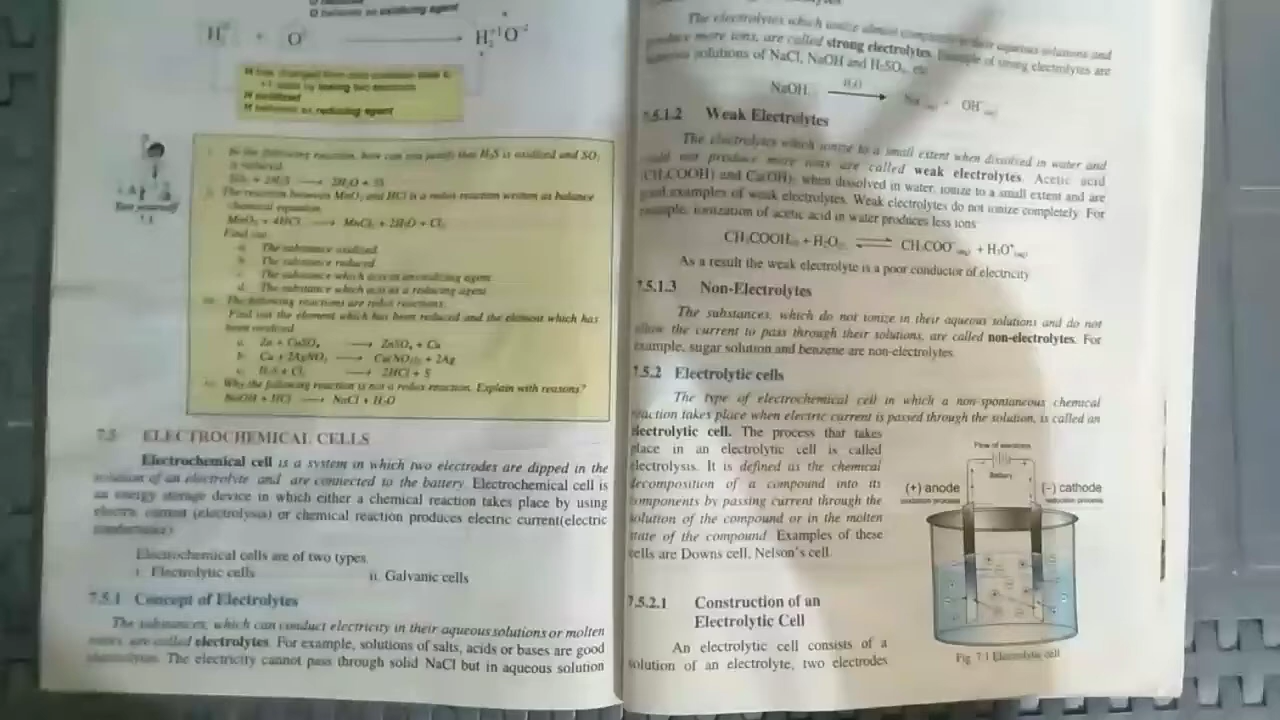 O behaves as oxidizing agent
H₂⁰ + O⁰ → H₂⁺¹O⁻²
by loosing two electrons
H oxidized
H behaves as reducing agent
i. In the following reaction, how can you justify that H₂S is oxidized and SO₂
is reduced.
SO₂ + 2H₂S → 2H₂O + 3S
ii. The reaction between MnO₂ and HCl is a redox reaction written as balance
chemical equation.
MnO₂ + 4HCl → MnCl₂ + 2H₂O + Cl₂
Find out:
a. The substance oxidized
b. The substance reduced
c. The substance which acts as an oxidizing agent
d. The substance which acts as a reducing agent
iii. The following reactions are redox reactions.
Find out the element which has been reduced and the element which has
been oxidized.
a. Zn + CuSO₄ → ZnSO₄ + Cu
b. Cu + 2AgNO₃ → Cu(NO₃)₂ + 2Ag
c. H₂S + Cl₂ → 2HCl + S
iv. Why the following reaction is not a redox reaction. Explain with reasons?
NaOH + HCl → NaCl + H₂O
Test yourself
7.5 ELECTROCHEMICAL CELLS
Electrochemical cell is a system in which two electrodes are dipped in the
solution of an electrolyte and are connected to the battery. Electrochemical cell is
an energy storage device in which either a chemical reaction takes place by using
electric current (electrolysis) or chemical reaction produces electric current(electric
conductance).
Electrochemical cells are of two types.
i. Electrolytic cells ii. Galvanic cells
7.5.1 Concept of Electrolytes
The substances, which can conduct electricity in their aqueous solutions or molten
states, are called electrolytes. For example, solutions of salts, acids or bases are good
electrolytes. The electricity cannot pass through solid NaCl but in aqueous solution
The electrolytes which ionize almost completely in their aqueous solutions and
produce more ions, are called strong electrolytes. Example of strong electrolytes are
aqueous solutions of NaCl, NaOH and H₂SO₄, etc
NaOH H₂O → Na⁺(aq) + OH⁻(aq)
7.5.1.2 Weak Electrolytes
The electrolytes which ionize to a small extent when dissolved in water and
could not produce more ions are called weak electrolytes. Acetic acid
(CH₃COOH) and Ca(OH)₂ when dissolved in water, ionize to a small extent and are
good examples of weak electrolytes. Weak electrolytes do not ionize completely. For
example, ionization of acetic acid in water produces less ions
CH₃COOH + H₂O ⇌ CH₃COO⁻(aq) + H₃O⁺(aq)
As a result the weak electrolyte is a poor conductor of electricity
7.5.1.3 Non-Electrolytes
The substances, which do not ionize in their aqueous solutions and do not
allow the current to pass through their solutions, are called non-electrolytes. For
example, sugar solution and benzene are non-electrolytes.
7.5.2 Electrolytic cells
The type of electrochemical cell in which a non-spontaneous chemical
reaction takes place when electric current is passed through the solution, is called an
electrolytic cell. The process that takes
place in an electrolytic cell is called
electrolysis. It is defined as the chemical
decomposition of a compound into its
components by passing current through the
solution of the compound or in the molten
state of the compound. Examples of these
cells are Downs cell, Nelson's cell.
Flow of electrons
Battery
(+) anode
oxidation process
(-) cathode
reduction process
Fig 7.1 Electrolytic cell
7.5.2.1 Construction of an
Electrolytic Cell
An electrolytic cell consists of a
solution of an electrolyte, two electrodes